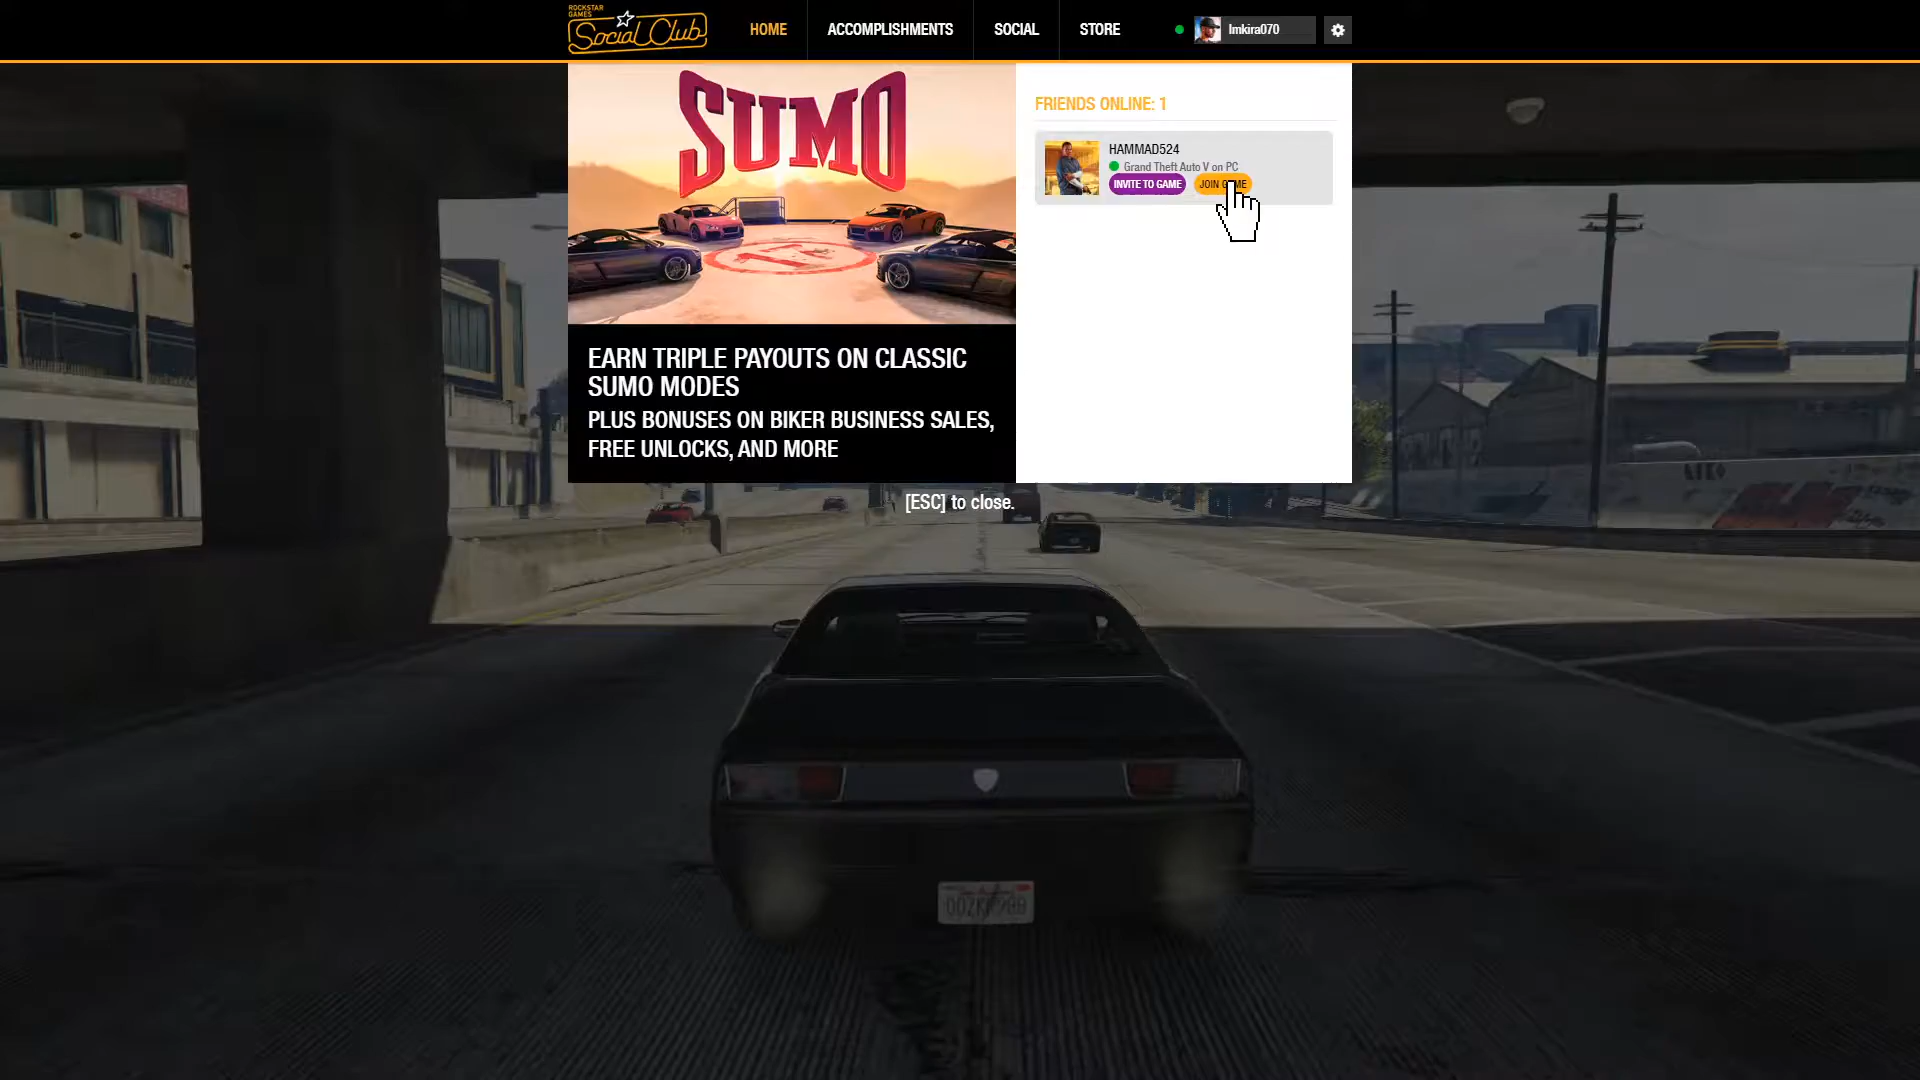 ROCKSTAR
GAMES
Social Club
HOME
ACCOMPLISHMENTS
SOCIAL
STORE
Imkira070
SUMO
FRIENDS ONLINE: 1
HAMMAD524
Grand Theft Auto V on PC
INVITE TO GAME
JOIN GAME
EARN TRIPLE PAYOUTS ON CLASSIC
SUMO MODES
PLUS BONUSES ON BIKER BUSINESS SALES,
FREE UNLOCKS, AND MORE
[ESC] to close.